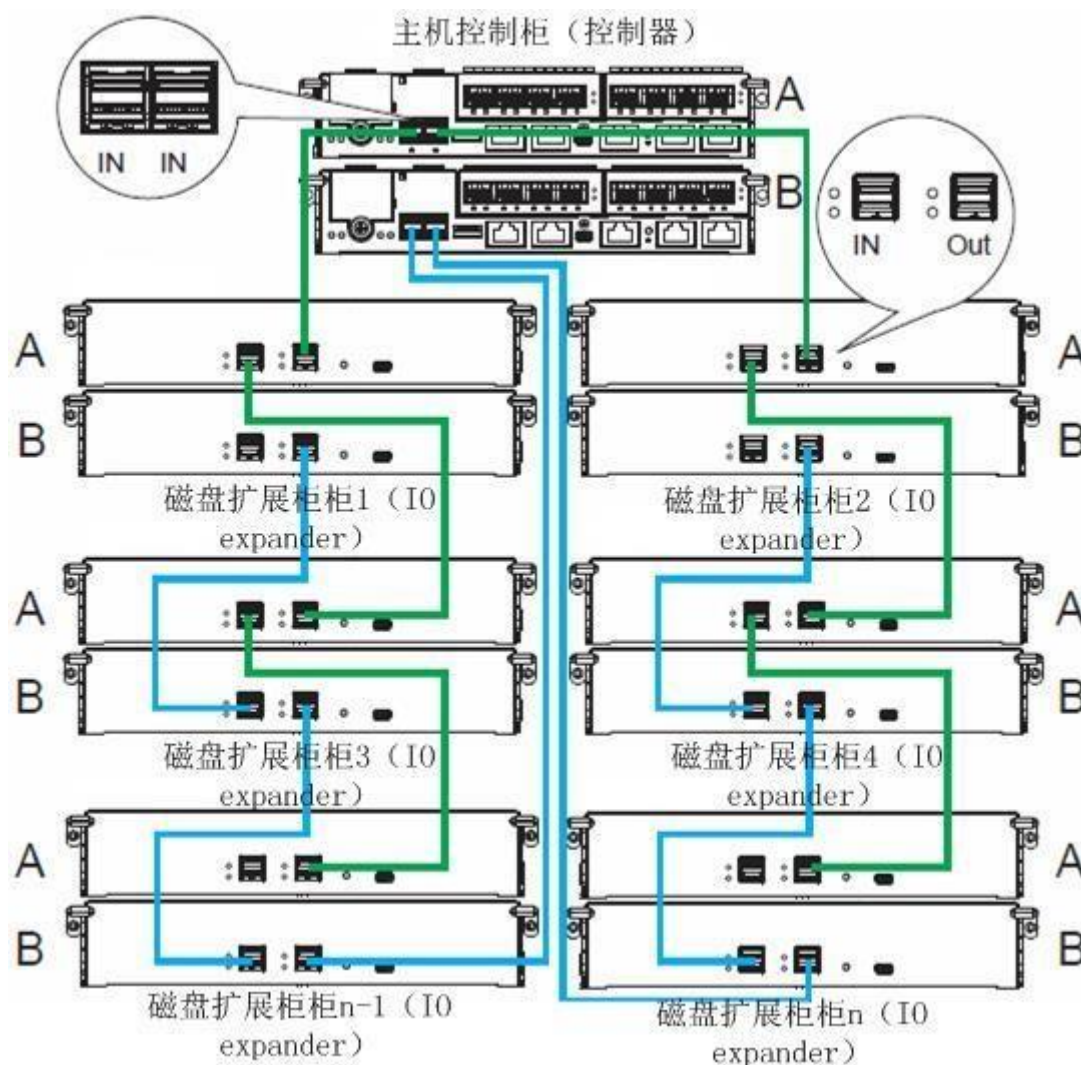 主机控制柜（控制器）
A
IN IN
B
IN Out
A
A
B
B
磁盘扩展柜柜1（IO
expander）
磁盘扩展柜柜2（IO
expander）
A
A
B
B
磁盘扩展柜柜3（IO
expander）
磁盘扩展柜柜4（IO
expander）
A
A
B
B
磁盘扩展柜柜n-1（IO
expander）
磁盘扩展柜柜n（IO
expander）